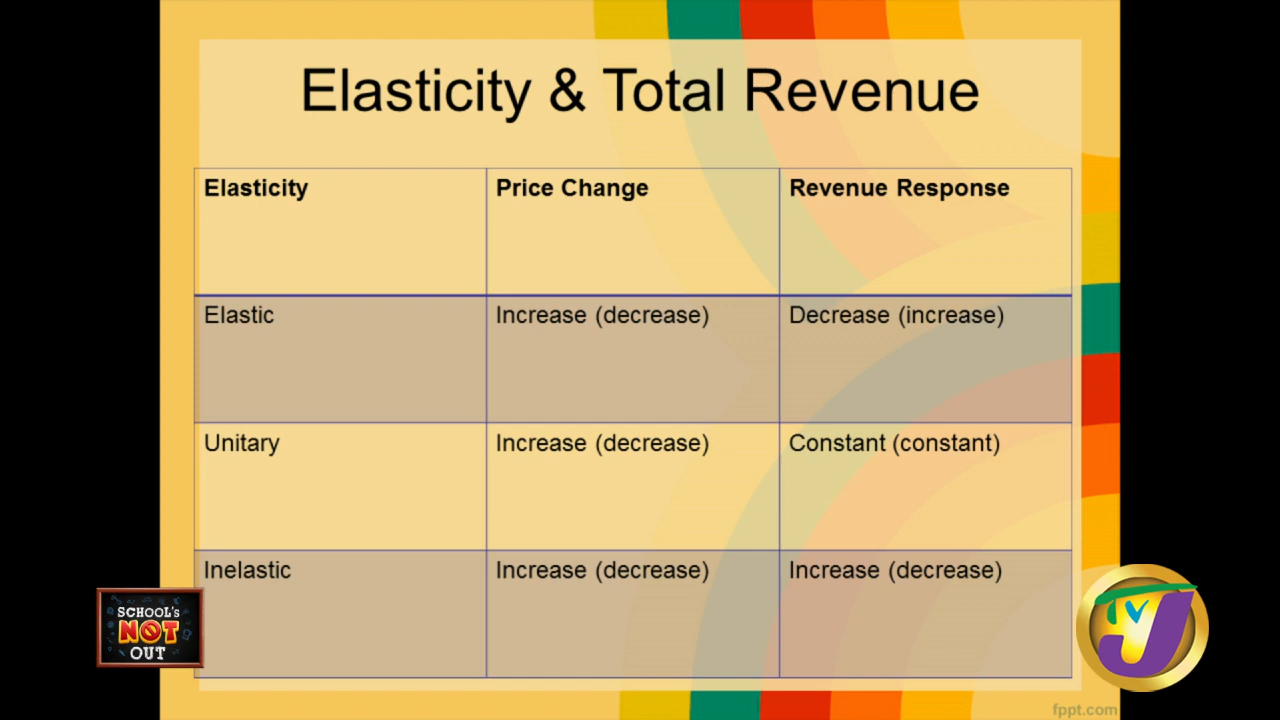 Elasticity & Total Revenue
Elasticity Price Change Revenue Response
Elastic Increase (decrease) Decrease (increase)
Unitary Increase (decrease) Constant (constant)
Inelastic Increase (decrease) Increase (decrease)
SCHOOL's
NOT
OUT
TVJ
fppt.com